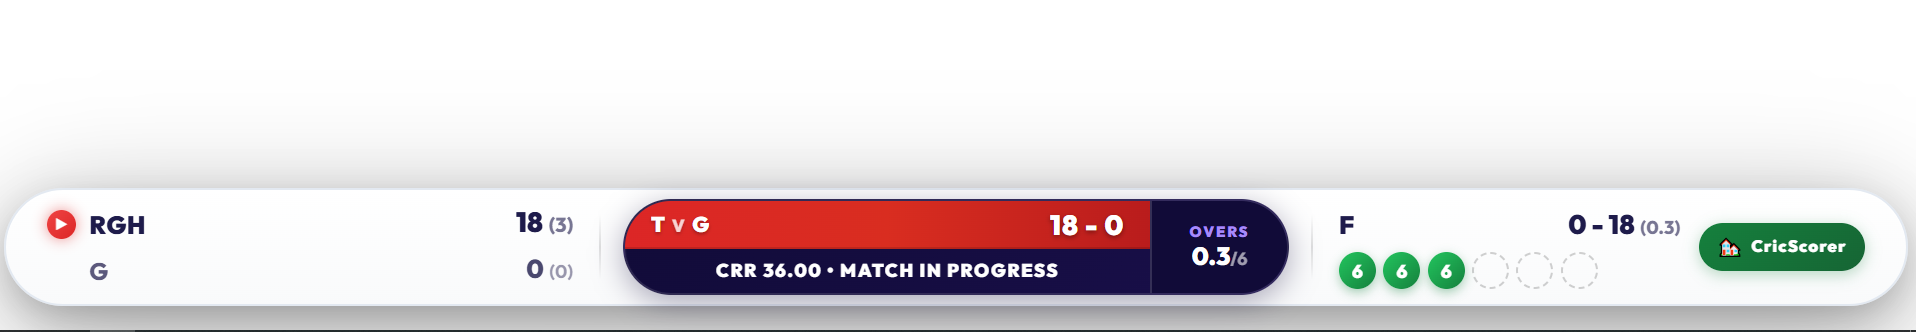 RGH 18 (3)
G 0 (0)
T v G 18 - 0
CRR 36.00 • MATCH IN PROGRESS
OVERS
0.3/6
F 0 - 18 (0.3)
6 6 6
CricScorer